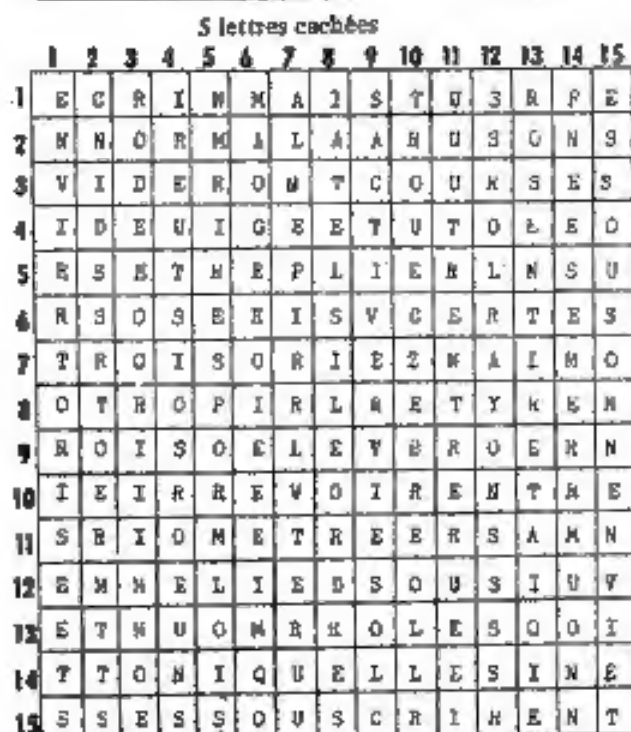 5 lettres cachées
1 2 3 4 5 6 7 8 9 10 11 12 13 14 15
1 E C R I N M A I S T U S R P E
2 N N O R M A L A A H U S O N S
3 V I D E R O N T C O U R S E S
4 I D E U I G E E T U T O L E O
5 E S N T N E P L I E N L N S U
6 R S O S E H I S V C E R T E S
7 T R O I S O R I E Z N A I M O
8 O T R O P I R L R E T Y K E N
9 R O I S O E L E V B R O E R N
10 I E I R R E V O I R E N T M E
11 S R I O M E T R E E R S A M N
12 E M N E L I E D S O U S I U V
13 E T N U O M R H O L E S Q O I
14 T T O N I Q U E L L E S I N E
15 S S E S S O U S C R I R E N T